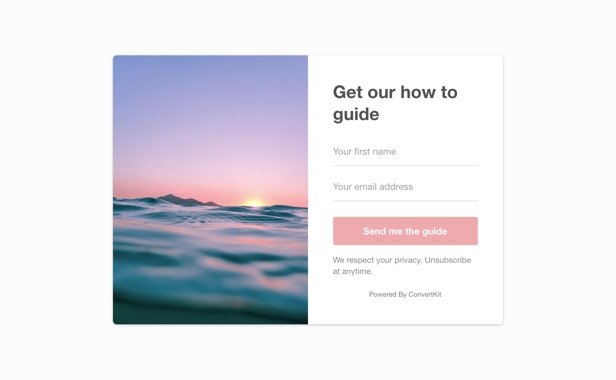 Get our how to
guide
Your first name
Your email address
Send me the guide
We respect your privacy. Unsubscribe
at anytime.
Powered By ConvertKit